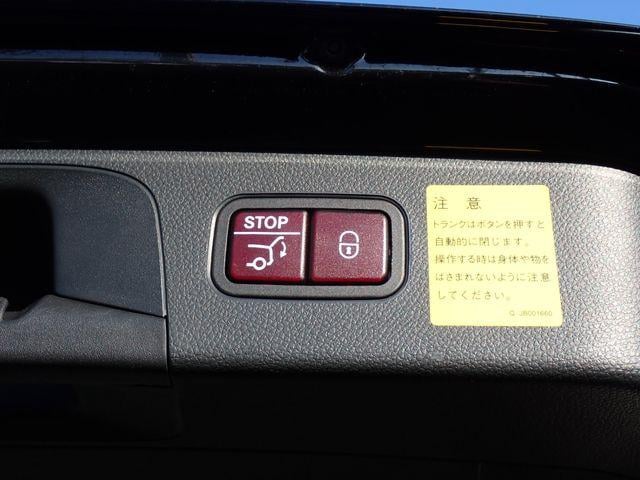 STOP
注 意
トランクはボタンを押すと
自動的に閉じます。
操作する時は身体や物を
はさまれないように注意
してください。
Q JB001660